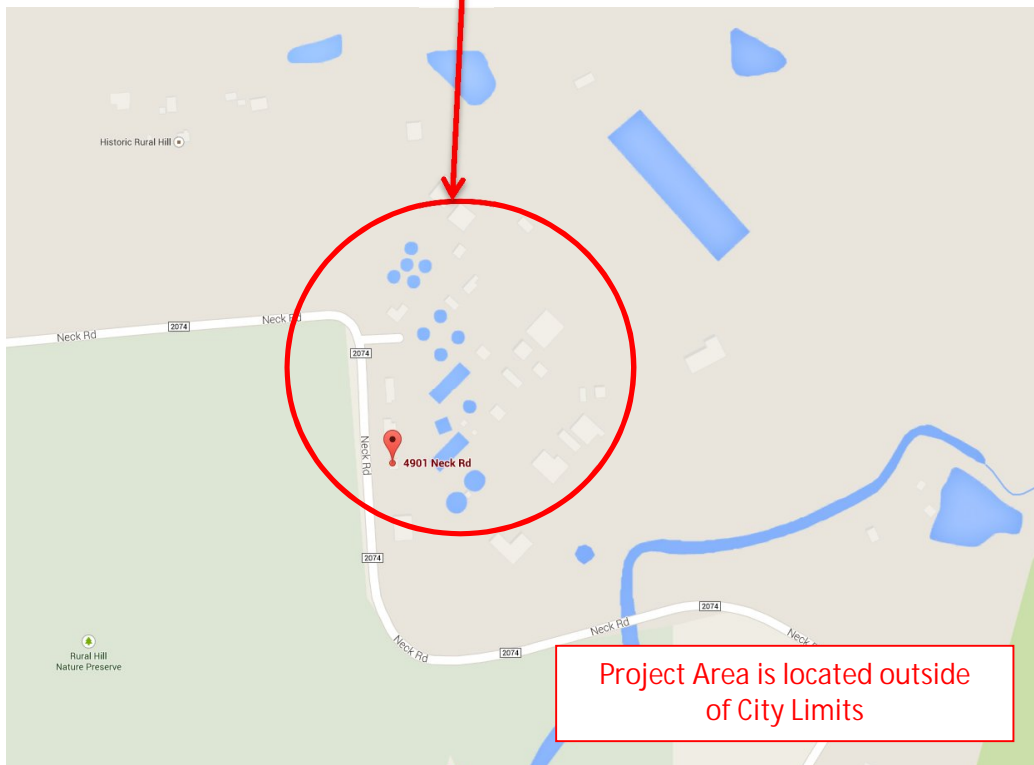 Historic Rural Hill
Neck Rd
2074
Neck Rd
2074
Neck Rd
4901 Neck Rd
2074
Neck Rd
2074
Neck Rd
2074
Neck
Rural Hill
Nature Preserve
Project Area is located outside
of City Limits